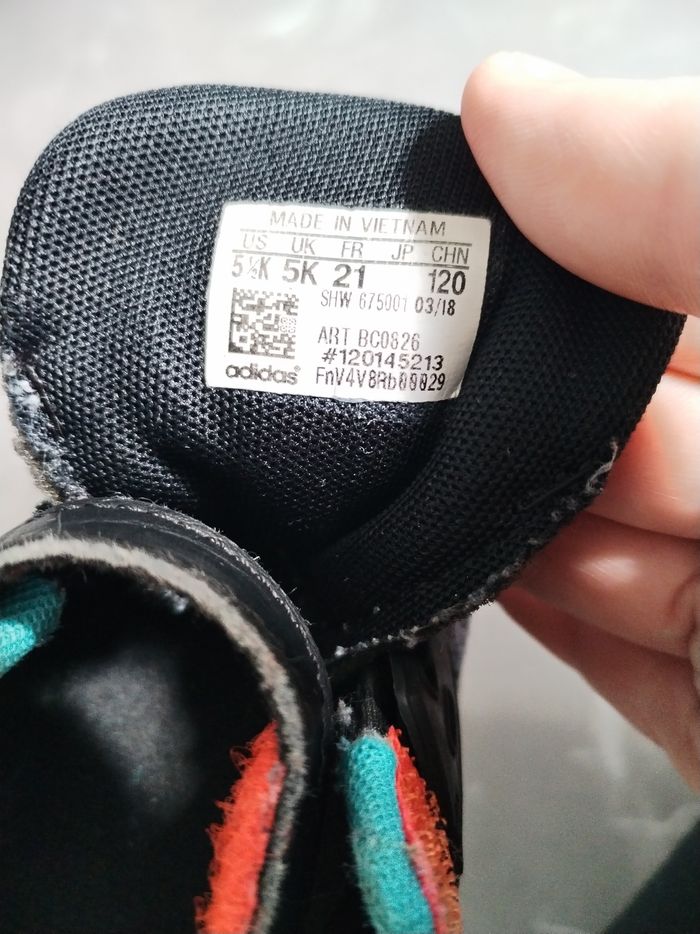 MADE IN VIETNAM
US UK FR JP CHN
5½K 5K 21 120
SHW 675001 03/18
ART BC0826
#120145213
adidas® FnV4V8Rb00029